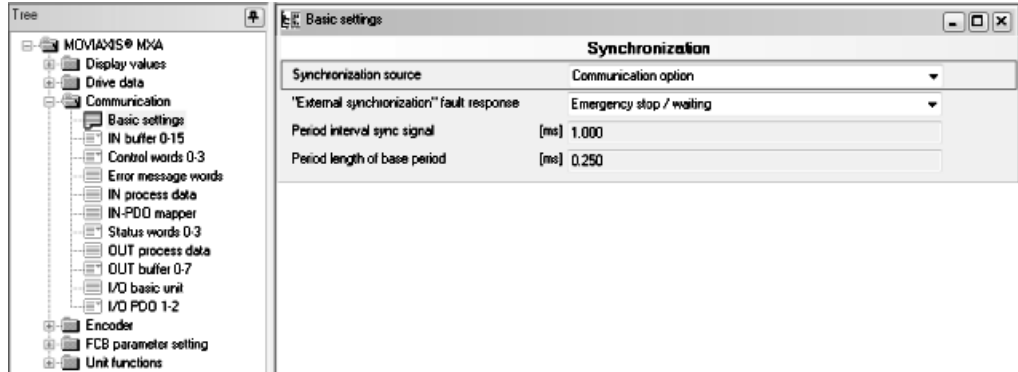 Tree
MOVIAXIS® MXA
Display values
Drive data
Communication
Basic settings
IN buffer 0-15
Control words 0-3
Error message words
IN process data
IN-PDO mapper
Status words 0-3
OUT process data
OUT buffer 0-7
I/O basic unit
I/O PDO 1-2
Encoder
FCB parameter setting
Unit functions
Basic settings
Synchronization
Synchronization source Communication option
"External synchronization" fault response Emergency stop / waiting
Period interval sync signal [ms] 1.000
Period length of base period [ms] 0.250